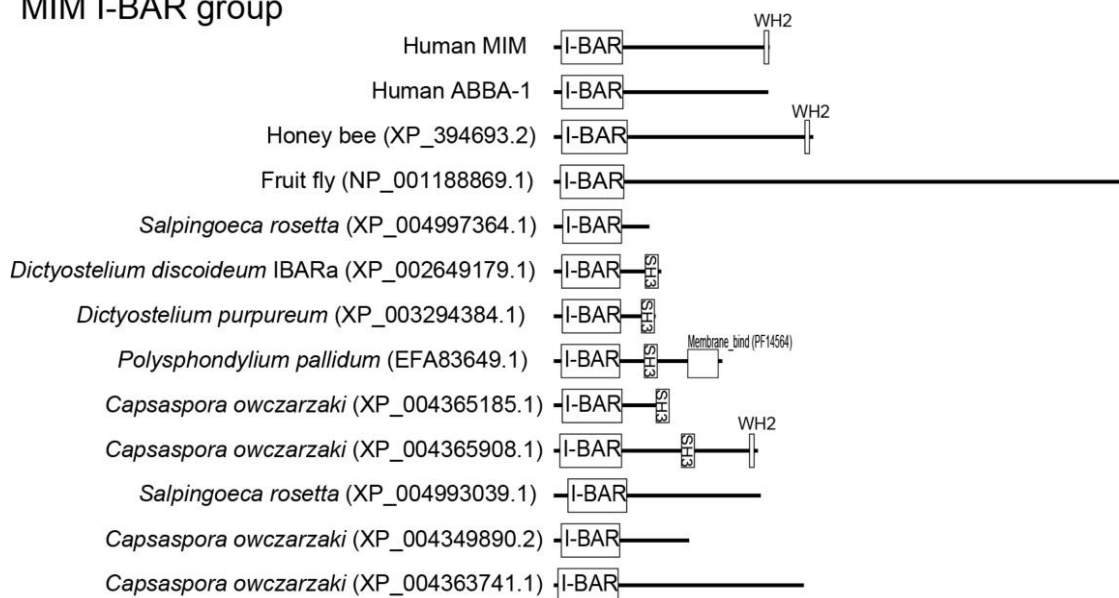 MIM I-BAR group
WH2
Human MIM I-BAR
Human ABBA-1 I-BAR
WH2
Honey bee (XP_394693.2) I-BAR
Fruit fly (NP_001188869.1) I-BAR
Salpingoeca rosetta (XP_004997364.1) I-BAR
Dictyostelium discoideum IBARa (XP_002649179.1) I-BAR SH3
Dictyostelium purpureum (XP_003294384.1) I-BAR SH3
Membrane_bind (PF14564)
Polysphondylium pallidum (EFA83649.1) I-BAR SH3
Capsaspora owczarzaki (XP_004365185.1) I-BAR SH3
WH2
Capsaspora owczarzaki (XP_004365908.1) I-BAR SH3
Salpingoeca rosetta (XP_004993039.1) I-BAR
Capsaspora owczarzaki (XP_004349890.2) I-BAR
Capsaspora owczarzaki (XP_004363741.1) I-BAR